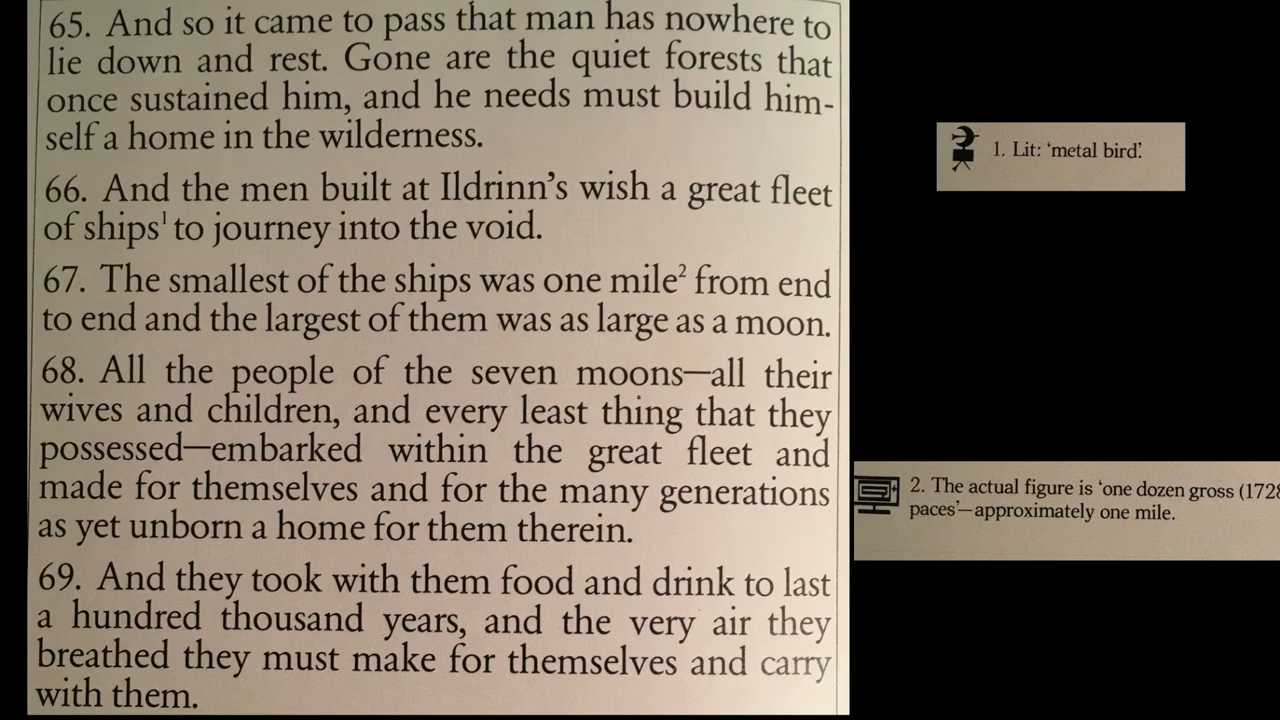 65. And so it came to pass that man has nowhere to
lie down and rest. Gone are the quiet forests that
once sustained him, and he needs must build him-
self a home in the wilderness.
66. And the men built at Ildrinn's wish a great fleet
of ships¹ to journey into the void.
67. The smallest of the ships was one mile² from end
to end and the largest of them was as large as a moon.
68. All the people of the seven moons—all their
wives and children, and every least thing that they
possessed—embarked within the great fleet and
made for themselves and for the many generations
as yet unborn a home for them therein.
69. And they took with them food and drink to last
a hundred thousand years, and the very air they
breathed they must make for themselves and carry
with them.
1. Lit: 'metal bird'.
2. The actual figure is 'one dozen gross (1728
paces'—approximately one mile.